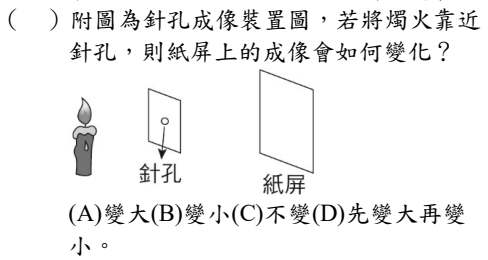 （　）附圖為針孔成像裝置圖，若將燭火靠近
針孔，則紙屏上的成像會如何變化？
針孔
紙屏
(A)變大(B)變小(C)不變(D)先變大再變
小。